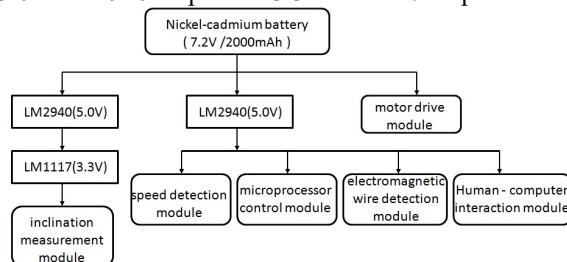 Nickel-cadmium battery
( 7.2V /2000mAh )
LM2940(5.0V)
LM2940(5.0V)
motor drive
module
LM1117(3.3V)
speed detection
module
microprocessor
control module
electromagnetic
wire detection
module
Human - computer
interaction module
inclination
measurement
module